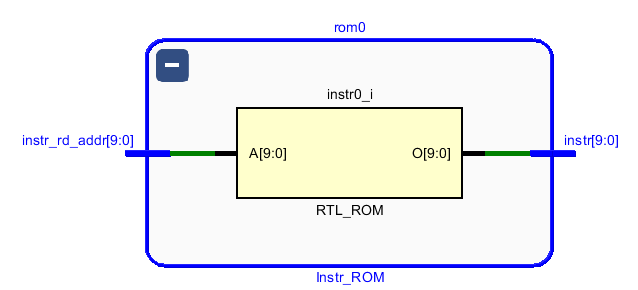 rom0
instr0_i
instr_rd_addr[9:0]
A[9:0]
O[9:0]
instr[9:0]
RTL_ROM
Instr_ROM